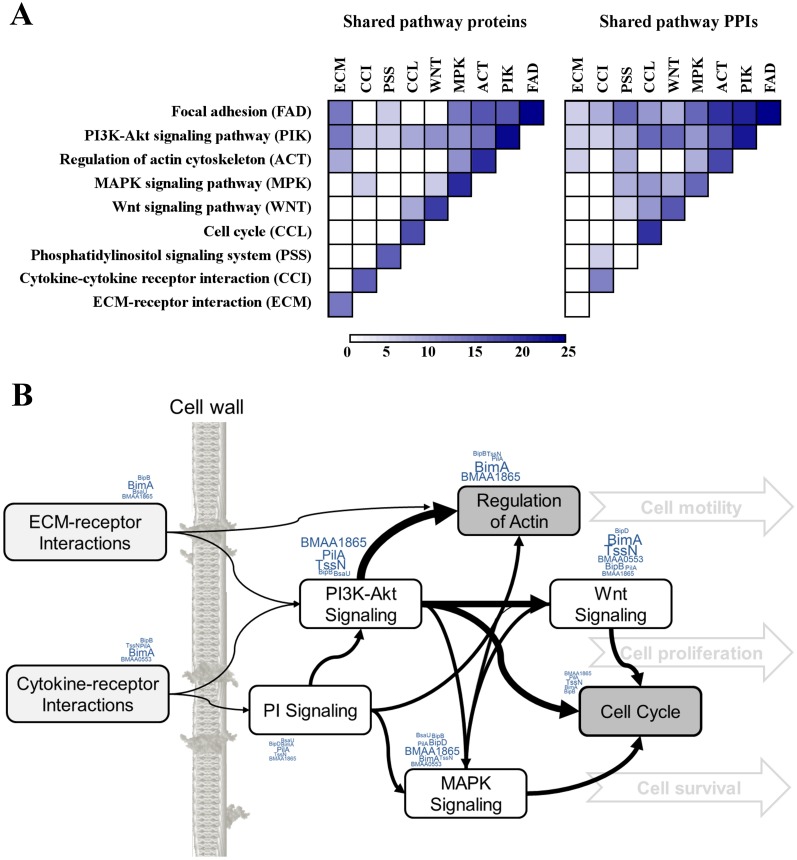 A
Shared pathway proteins
Shared pathway PPIs
ECM CCI PSS CCL WNT MPK ACT PIK FAD
ECM CCI PSS CCL WNT MPK ACT PIK FAD
Focal adhesion (FAD)
PI3K-Akt signaling pathway (PIK)
Regulation of actin cytoskeleton (ACT)
MAPK signaling pathway (MPK)
Wnt signaling pathway (WNT)
Cell cycle (CCL)
Phosphatidylinositol signaling system (PSS)
Cytokine-cytokine receptor interaction (CCI)
ECM-receptor interaction (ECM)
0 5 10 15 20 25
B
Cell wall
BipB
BimA
BsaU
BMAA1865
ECM-receptor
Interactions
BipB TssN
PilA
BimA
BMAA1865
Regulation
of Actin
Cell motility
BMAA1865
PilA
TssN
BipB BsaU
PI3K-Akt
Signaling
BipD
BimA
TssN
BMAA0553
BipB PilA
BMAA1865
Wnt
Signaling
Cell proliferation
BipB
TssN PilA
BimA
BMAA0553
Cytokine-receptor
Interactions
PI Signaling
BsaU
BipD BimA
PilA
TssN
BMAA1865
BMAA1865
PilA
TssN
BimA
BipB
Cell Cycle
BsaU BipB
PilA BipD
BMAA1865
BimA TssN
BMAA0553
MAPK
Signaling
Cell survival